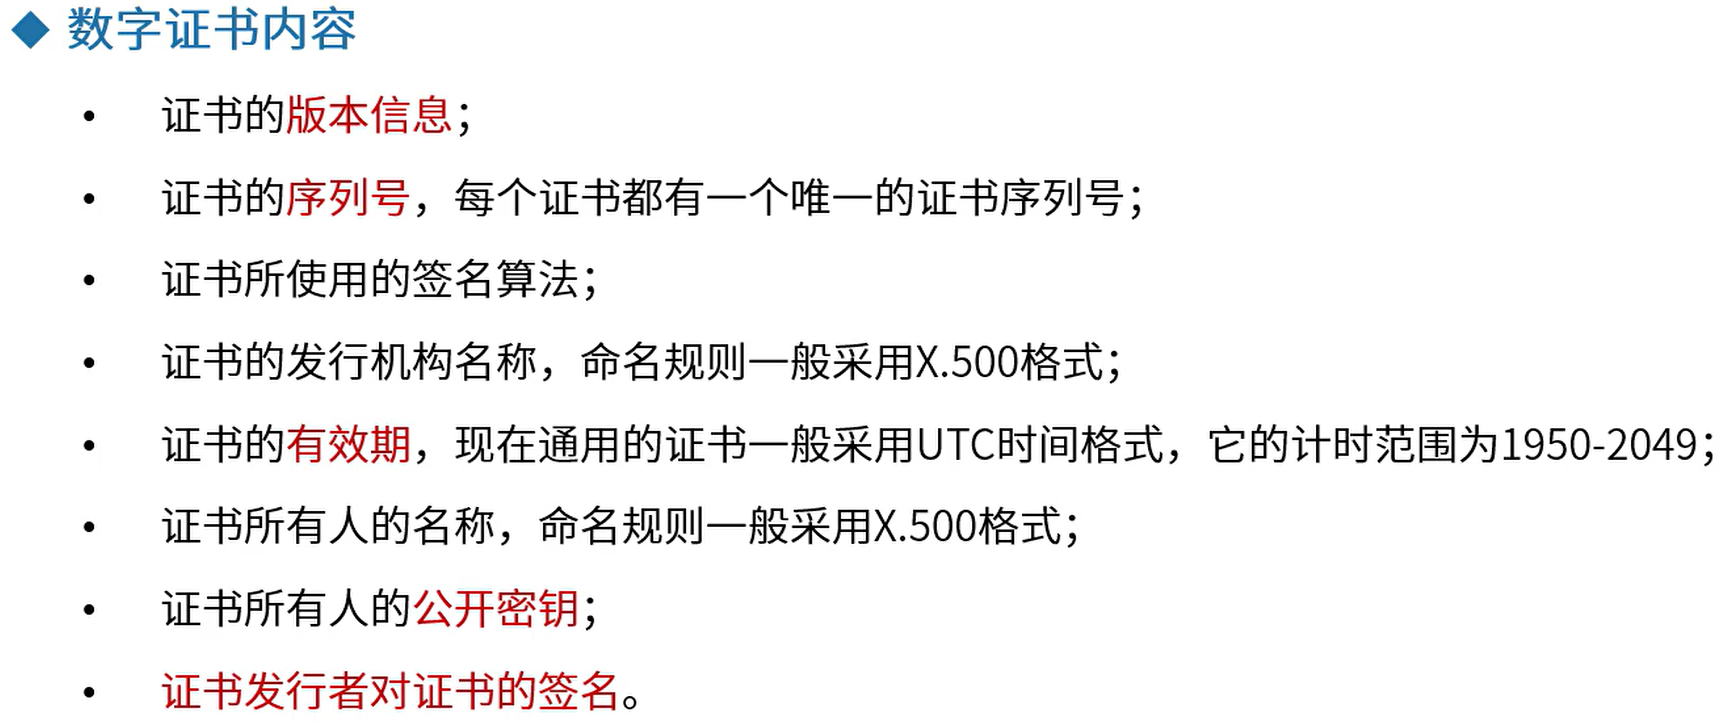 ◆ 数字证书内容
• 证书的版本信息；
• 证书的序列号，每个证书都有一个唯一的证书序列号；
• 证书所使用的签名算法；
• 证书的发行机构名称，命名规则一般采用X.500格式；
• 证书的有效期，现在通用的证书一般采用UTC时间格式，它的计时范围为1950-2049；
• 证书所有人的名称，命名规则一般采用X.500格式；
• 证书所有人的公开密钥；
• 证书发行者对证书的签名。